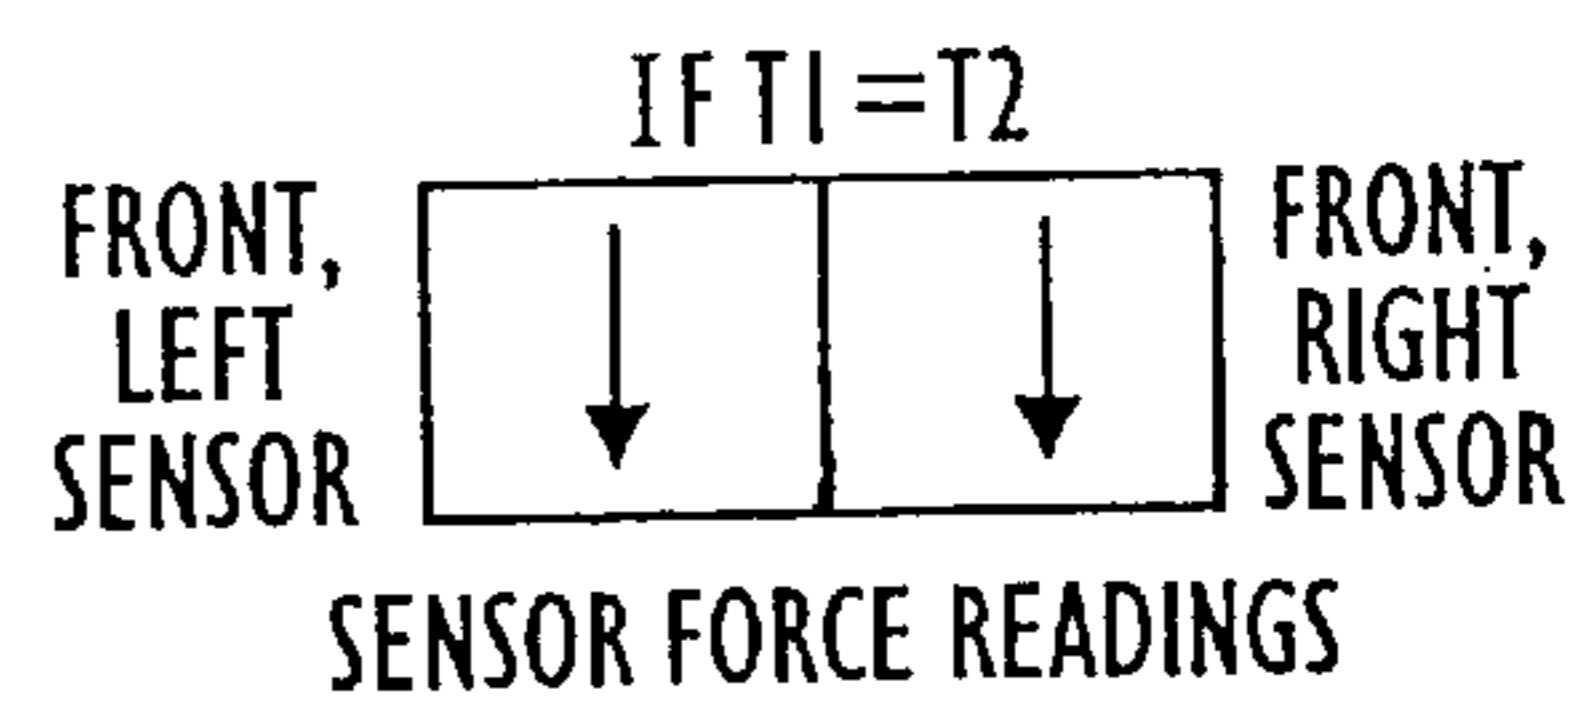 IF T1=T2
FRONT,
LEFT
SENSOR
FRONT,
RIGHT
SENSOR
SENSOR FORCE READINGS